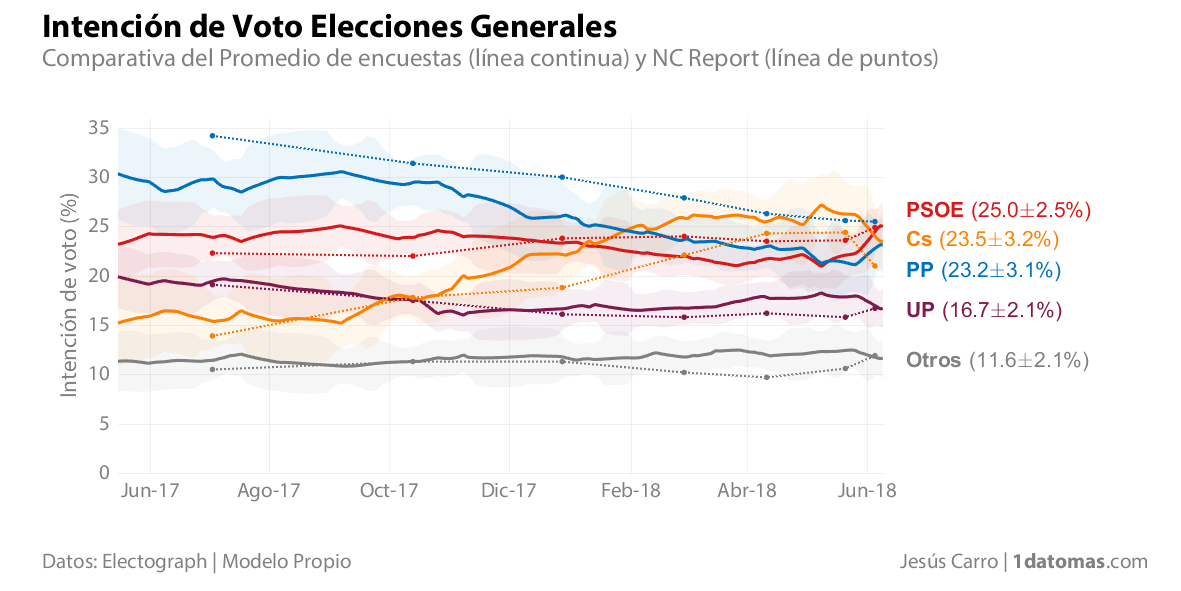 Intención de Voto Elecciones Generales
Comparativa del Promedio de encuestas (línea continua) y NC Report (línea de puntos)
Intención de voto (%)
35
30
25
20
15
10
5
0
Jun-17 Ago-17 Oct-17 Dic-17 Feb-18 Abr-18 Jun-18
PSOE (25.0±2.5%)
Cs (23.5±3.2%)
PP (23.2±3.1%)
UP (16.7±2.1%)
Otros (11.6±2.1%)
Datos: Electograph | Modelo Propio
Jesús Carro | 1datomas.com